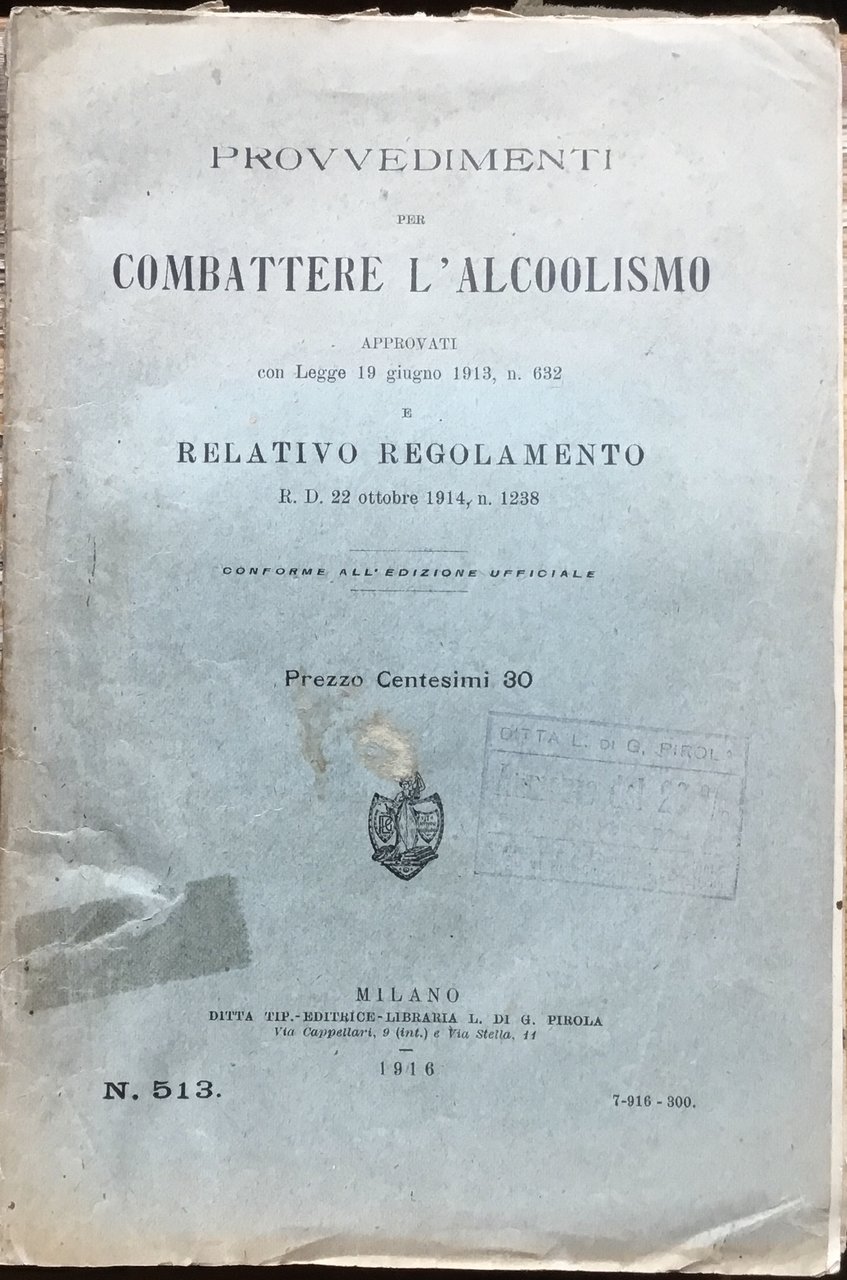 PROVVEDIMENTI
PER
COMBATTERE L'ALCOOLISMO
APPROVATI
con Legge 19 giugno 1913, n. 632
E
RELATIVO REGOLAMENTO
R. D. 22 ottobre 1914, n. 1238
CONFORME ALL'EDIZIONE UFFICIALE
Prezzo Centesimi 30
DITTA L. DI G. PIROLA
MILANO
DITTA TIP.-EDITRICE-LIBRARIA L. DI G. PIROLA
Via Cappellari, 9 (int.) e Via Stella, 11
1916
N. 513.
7-916 - 300.